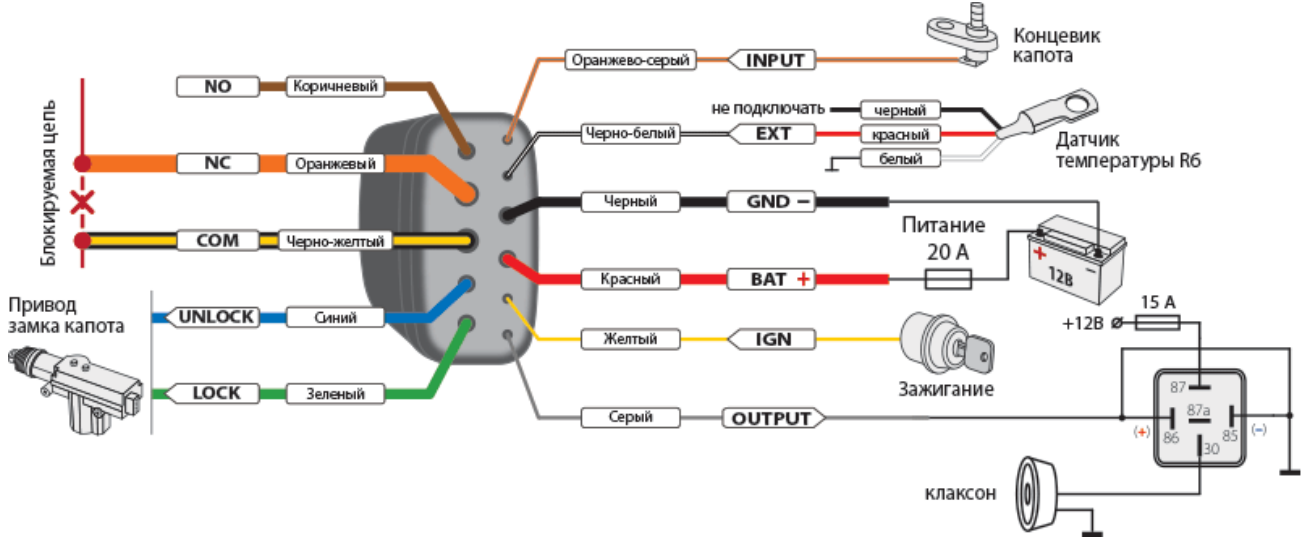 Концевик
капота
Оранжево-серый
INPUT
NO
Коричневый
не подключать
черный
Черно-белый
EXT
красный
белый
Датчик
температуры R6
Блокируемая цепь
NC
Оранжевый
Черный
GND −
Питание
20 А
COM
Черно-желтый
Красный
BAT +
+
−
12В
Привод
замка капота
UNLOCK
Синий
Желтый
IGN
Зажигание
15 А
+12В
LOCK
Зеленый
Серый
OUTPUT
87
87a
(+)
86
85
(−)
30
клаксон